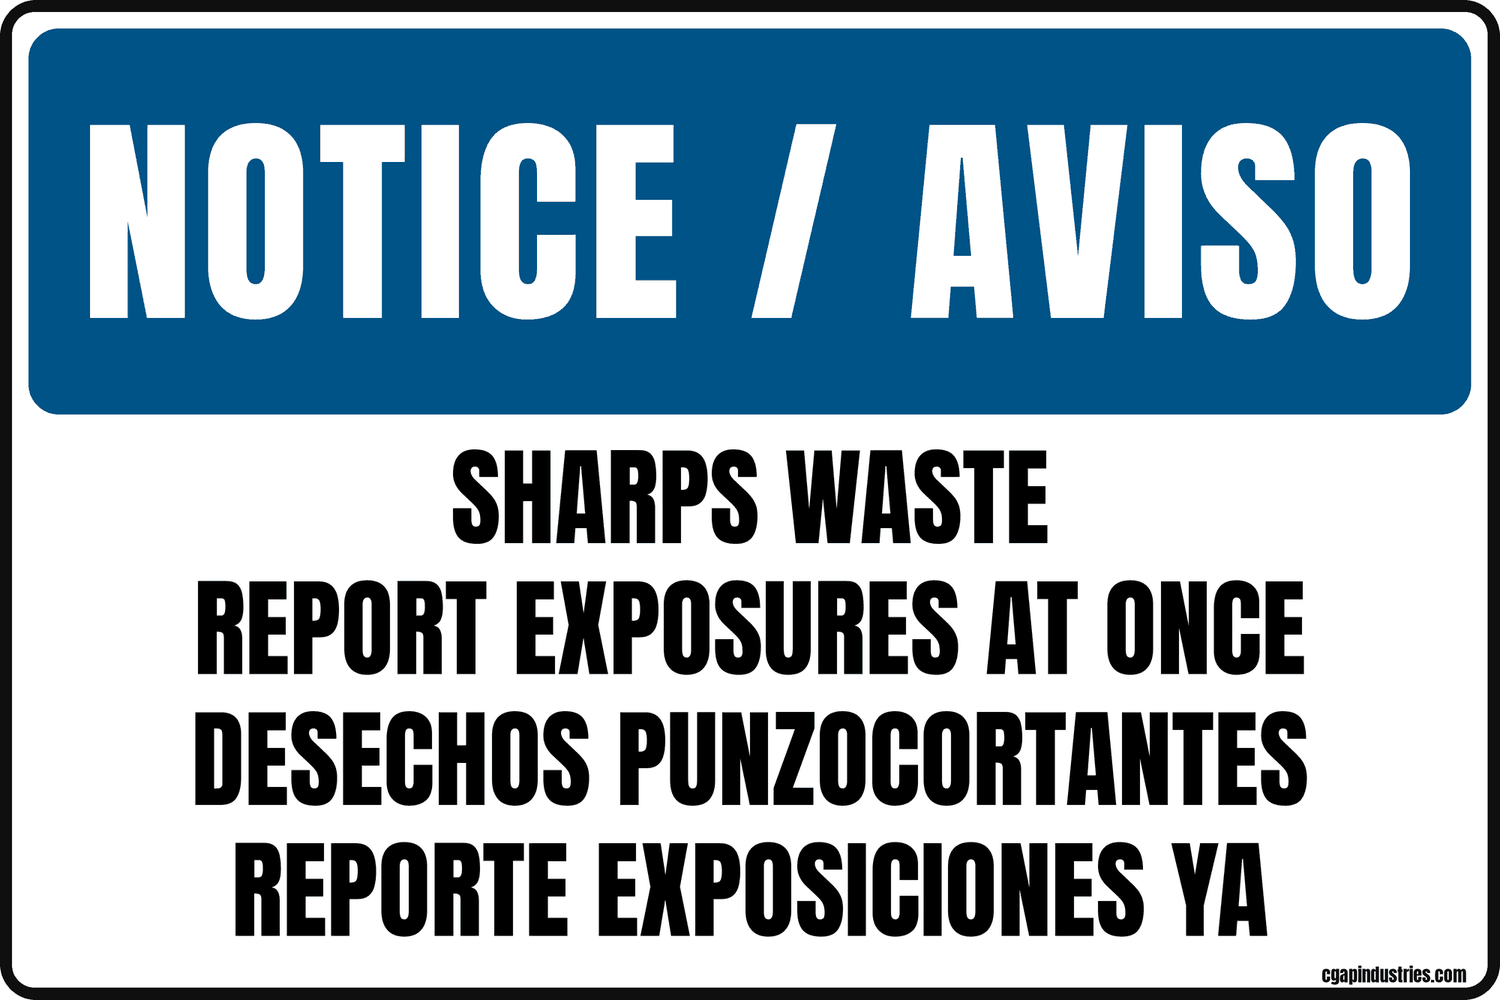 NOTICE / AVISO
SHARPS WASTE
REPORT EXPOSURES AT ONCE
DESECHOS PUNZOCORTANTES
REPORTE EXPOSICIONES YA
cgapindustries.com